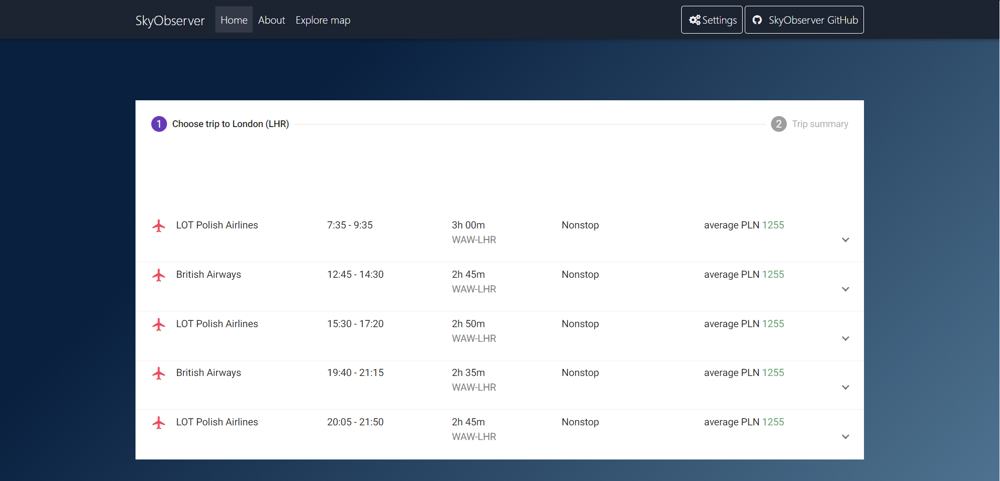 SkyObserver Home About Explore map Settings SkyObserver GitHub
1 Choose trip to London (LHR) 2 Trip summary
LOT Polish Airlines 7:35 - 9:35 3h 00m Nonstop average PLN 1255
WAW-LHR
British Airways 12:45 - 14:30 2h 45m Nonstop average PLN 1255
WAW-LHR
LOT Polish Airlines 15:30 - 17:20 2h 50m Nonstop average PLN 1255
WAW-LHR
British Airways 19:40 - 21:15 2h 35m Nonstop average PLN 1255
WAW-LHR
LOT Polish Airlines 20:05 - 21:50 2h 45m Nonstop average PLN 1255
WAW-LHR